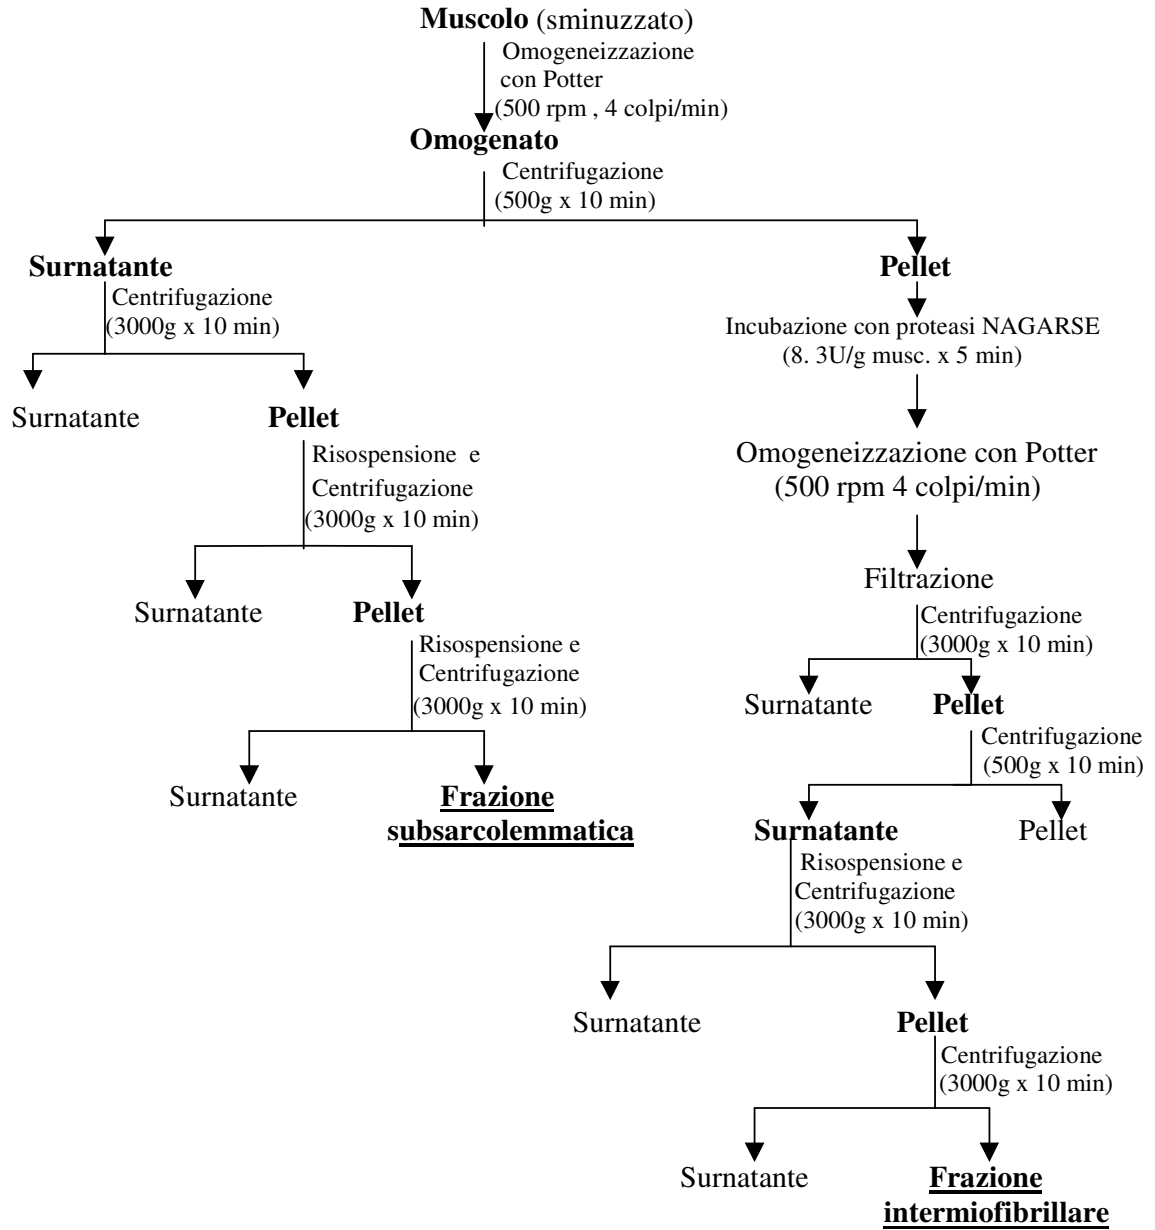 Muscolo (sminuzzato)
Omogeneizzazione
con Potter
(500 rpm , 4 colpi/min)
Omogenato
Centrifugazione
(500g x 10 min)
Surnatante
Centrifugazione
(3000g x 10 min)
Surnatante
Pellet
Risospensione e
Centrifugazione
(3000g x 10 min)
Surnatante
Pellet
Risospensione e
Centrifugazione
(3000g x 10 min)
Surnatante
Frazione
subsarcolemmatica
Pellet
Incubazione con proteasi NAGARSE
(8. 3U/g musc. x 5 min)
Omogeneizzazione con Potter
(500 rpm 4 colpi/min)
Filtrazione
Centrifugazione
(3000g x 10 min)
Surnatante
Pellet
Centrifugazione
(500g x 10 min)
Surnatante
Pellet
Risospensione e
Centrifugazione
(3000g x 10 min)
Surnatante
Pellet
Centrifugazione
(3000g x 10 min)
Surnatante
Frazione
intermiofibrillare